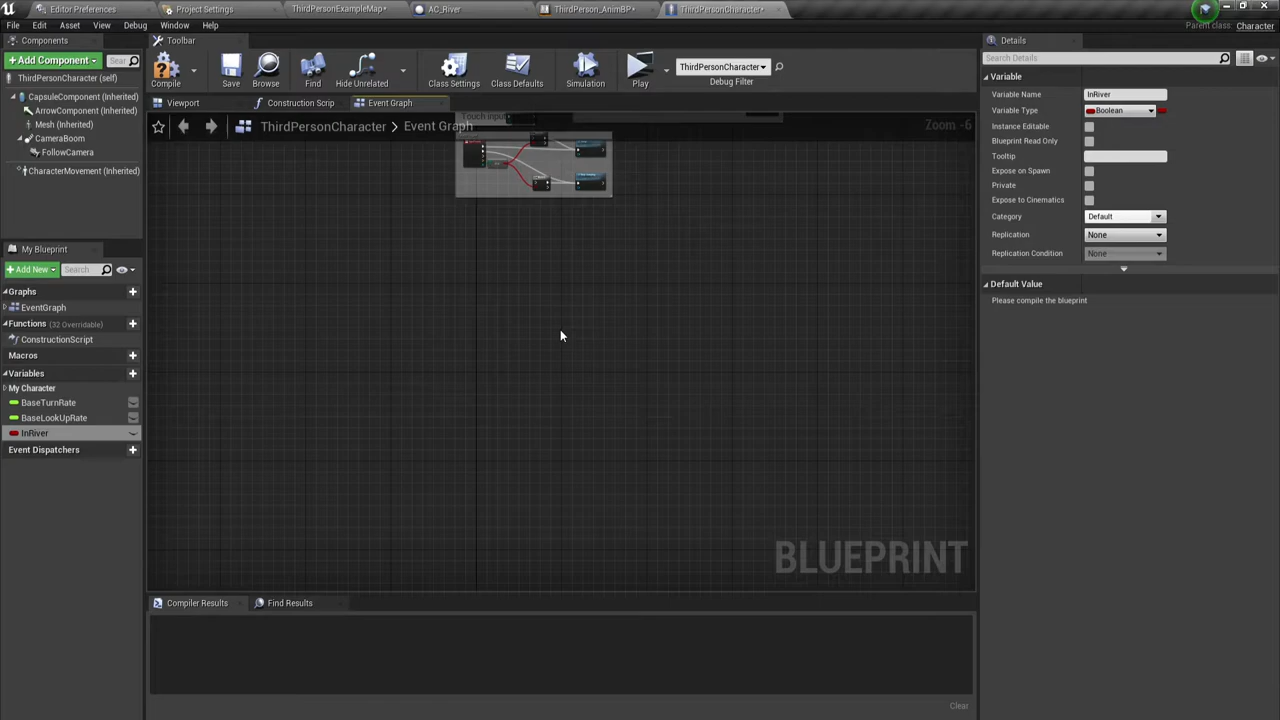 Editor Preferences
Project Settings
ThirdPersonExampleMap*
AC_River
ThirdPerson_AnimBP*
ThirdPersonCharacter*
File Edit Asset View Debug Window Help
Parent class: Character
Components
Toolbar
Details
+Add Component
Sear
Search Details
ThirdPersonCharacter (self)
CapsuleComponent (Inherited)
ArrowComponent (Inherited)
Mesh (Inherited)
CameraBoom
FollowCamera
CharacterMovement (Inherited)
Compile
Save
Browse
Find
Hide Unrelated
Class Settings
Class Defaults
Simulation
Play
ThirdPersonCharacter
Debug Filter
Viewport
Construction Scrip
Event Graph
Touch input
ThirdPersonCharacter > Event Graph
Zoom -6
My Blueprint
+Add New
Search
Graphs
EventGraph
Functions (32 Overridable)
ConstructionScript
Macros
Variables
My Character
BaseTurnRate
BaseLookUpRate
InRiver
Event Dispatchers
BLUEPRINT
Compiler Results
Find Results
Clear
Variable
Variable Name InRiver
Variable Type Boolean
Instance Editable
Blueprint Read Only
Tooltip
Expose on Spawn
Private
Expose to Cinematics
Category Default
Replication None
Replication Condition None
Default Value
Please compile the blueprint